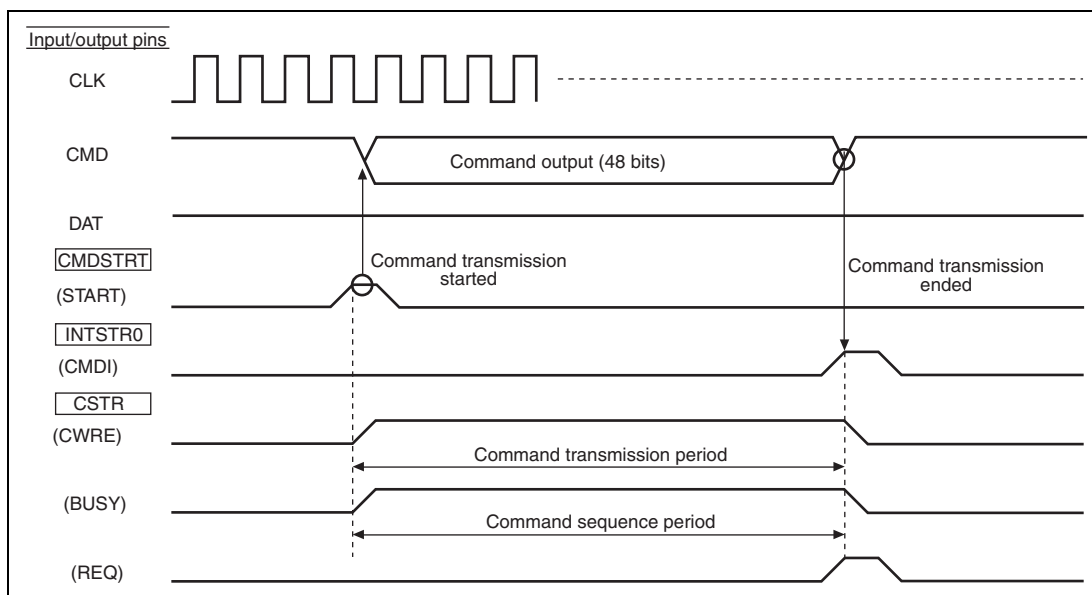 Input/output pins
CLK
CMD
Command output (48 bits)
DAT
CMDSTRT
(START)
Command transmission
started
Command transmission
ended
INTSTR0
(CMDI)
CSTR
(CWRE)
Command transmission period
(BUSY)
Command sequence period
(REQ)